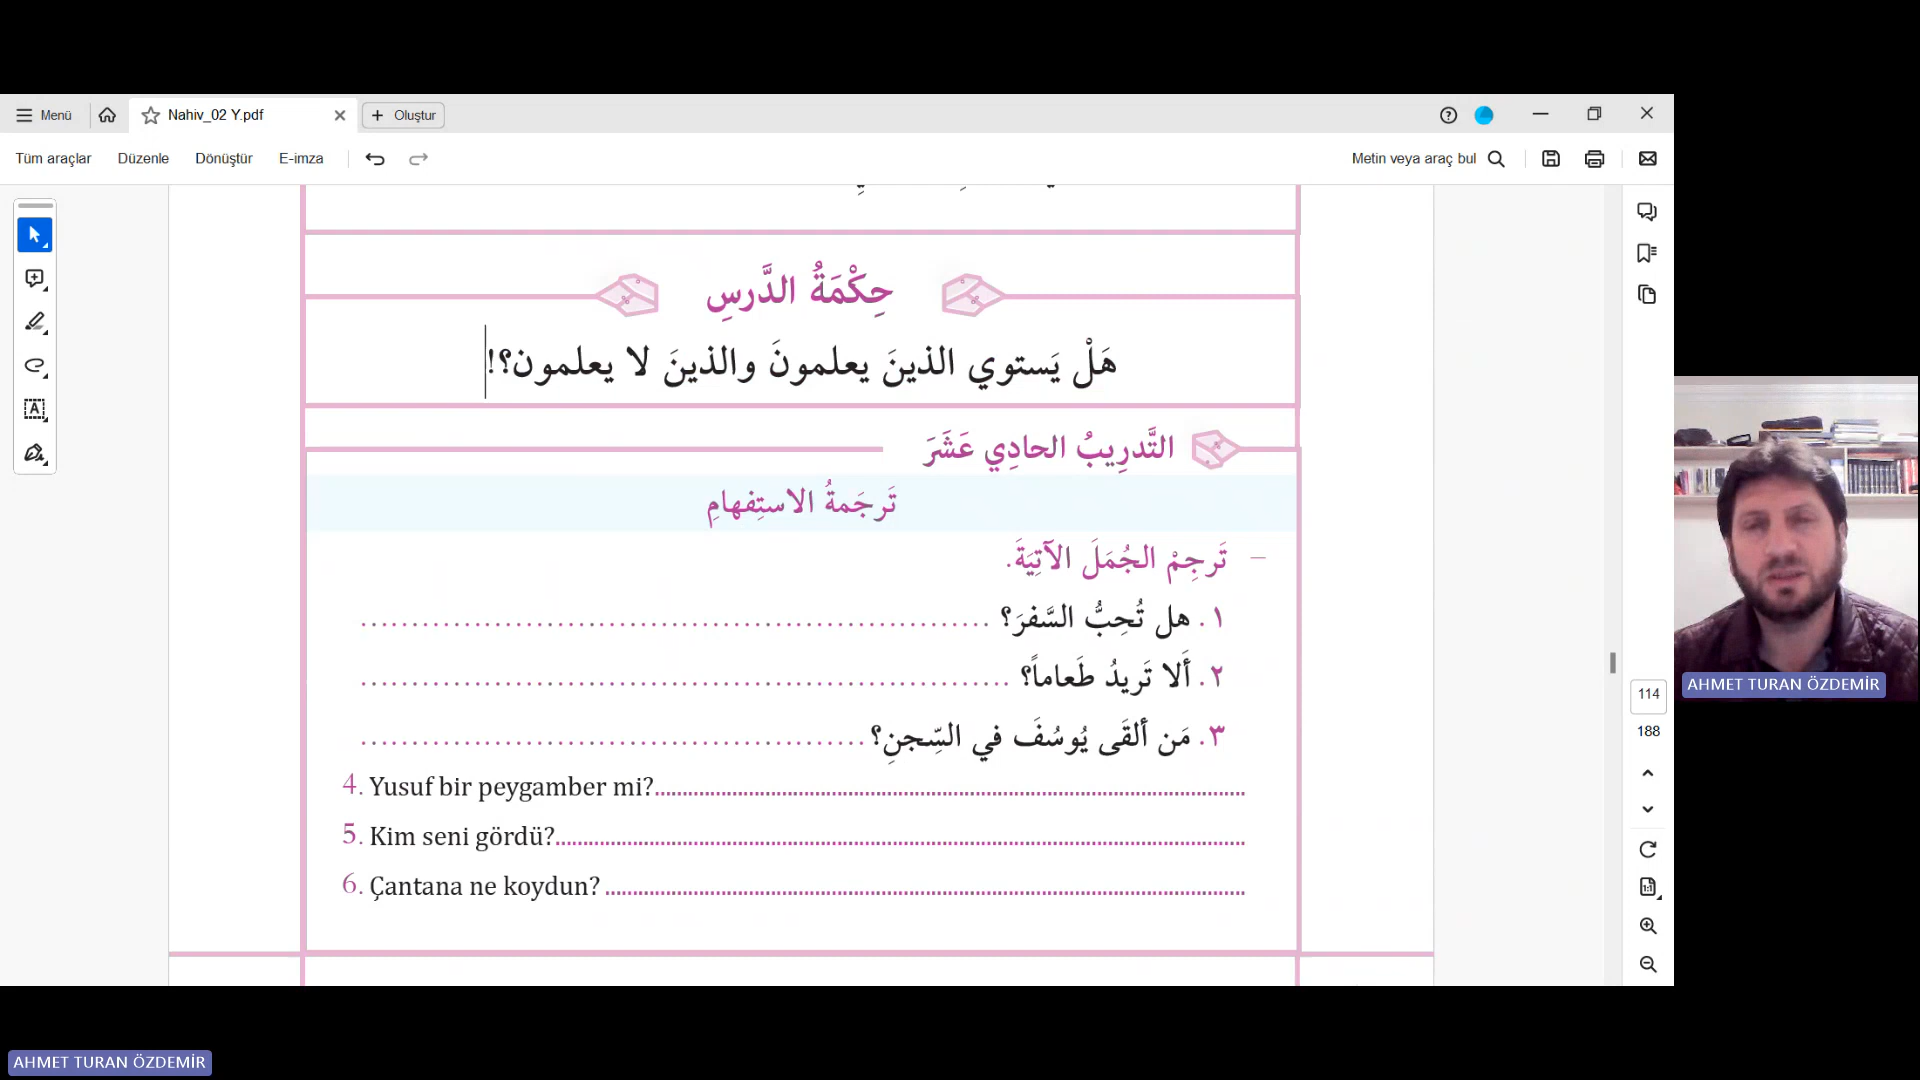 Menü
Nahiv_02 Y.pdf
Oluştur
Tüm araçlar
Düzenle
Dönüştür
E-imza
Metin veya araç bul
حِكْمَةُ الدَّرسِ
هَلْ يَستوي الذينَ يعلمونَ والذينَ لا يعلمون؟!
التَّدرِيبُ الحادِي عَشَرَ
تَرجَمةُ الاستِفهامِ
– تَرجِمْ الجُمَلَ الآتِيَةَ.
١. هل تُحِبُّ السَّفرَ؟ ..................................................
٢. أَلا تَريدُ طَعاماً؟ ..................................................
٣. مَن ألقَى يُوسُفَ في السِّجنِ؟ ........................................
4. Yusuf bir peygamber mi?..................................................
5. Kim seni gördü?..................................................
6. Çantana ne koydun? ..................................................
114
188
AHMET TURAN ÖZDEMİR
AHMET TURAN ÖZDEMİR